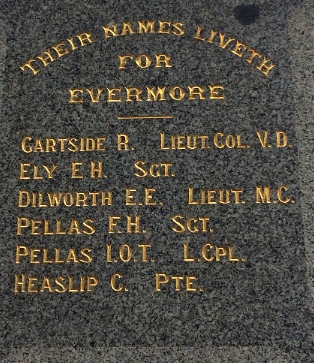 THEIR NAMES LIVETH
FOR
EVERMORE
GARTSIDE R. LIEUT. COL. V.D.
ELY E.H. SGT.
DILWORTH E.E. LIEUT. M.C.
PELLAS F.H. SGT.
PELLAS I.O.T. L.CPL.
HEASLIP C. PTE.